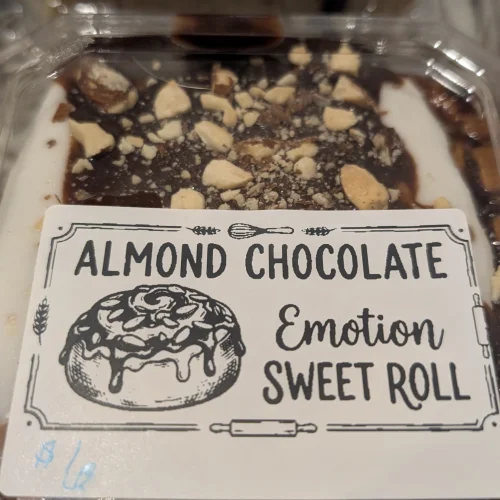 ALMOND CHOCOLATE
Emotion
SWEET ROLL
$6